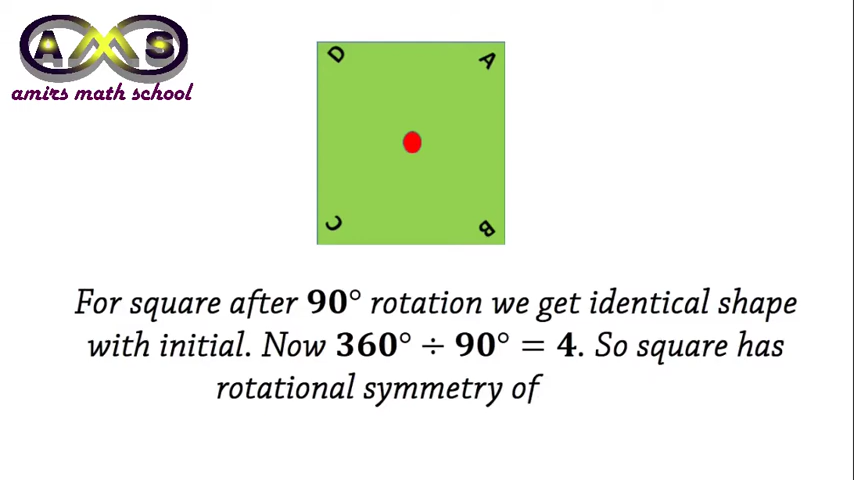 AMS
amirs math school
D A
C B
For square after 90° rotation we get identical shape
with initial. Now 360° ÷ 90° = 4. So square has
rotational symmetry of